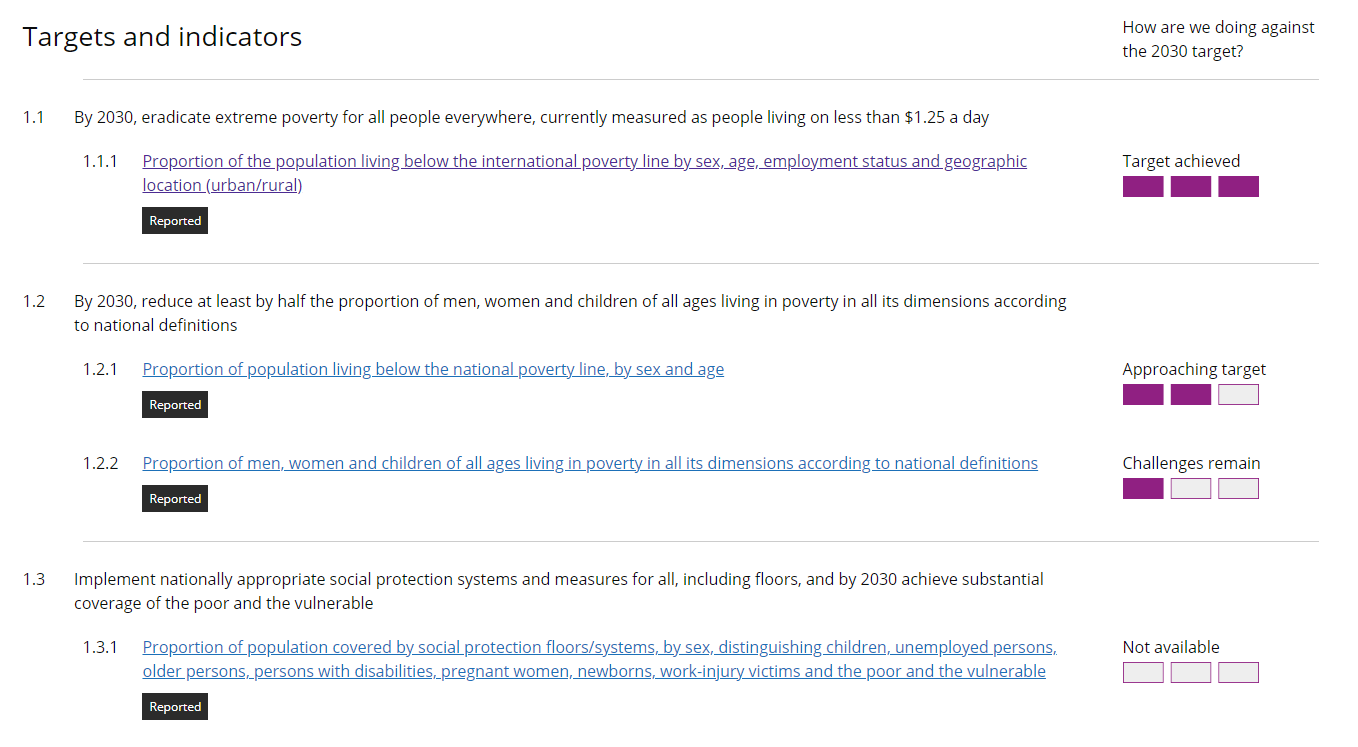 Targets and indicators
How are we doing against
the 2030 target?
1.1 By 2030, eradicate extreme poverty for all people everywhere, currently measured as people living on less than $1.25 a day
1.1.1 Proportion of the population living below the international poverty line by sex, age, employment status and geographic
location (urban/rural)
Target achieved
Reported
1.2 By 2030, reduce at least by half the proportion of men, women and children of all ages living in poverty in all its dimensions according
to national definitions
1.2.1 Proportion of population living below the national poverty line, by sex and age
Approaching target
Reported
1.2.2 Proportion of men, women and children of all ages living in poverty in all its dimensions according to national definitions
Challenges remain
Reported
1.3 Implement nationally appropriate social protection systems and measures for all, including floors, and by 2030 achieve substantial
coverage of the poor and the vulnerable
1.3.1 Proportion of population covered by social protection floors/systems, by sex, distinguishing children, unemployed persons,
older persons, persons with disabilities, pregnant women, newborns, work-injury victims and the poor and the vulnerable
Not available
Reported